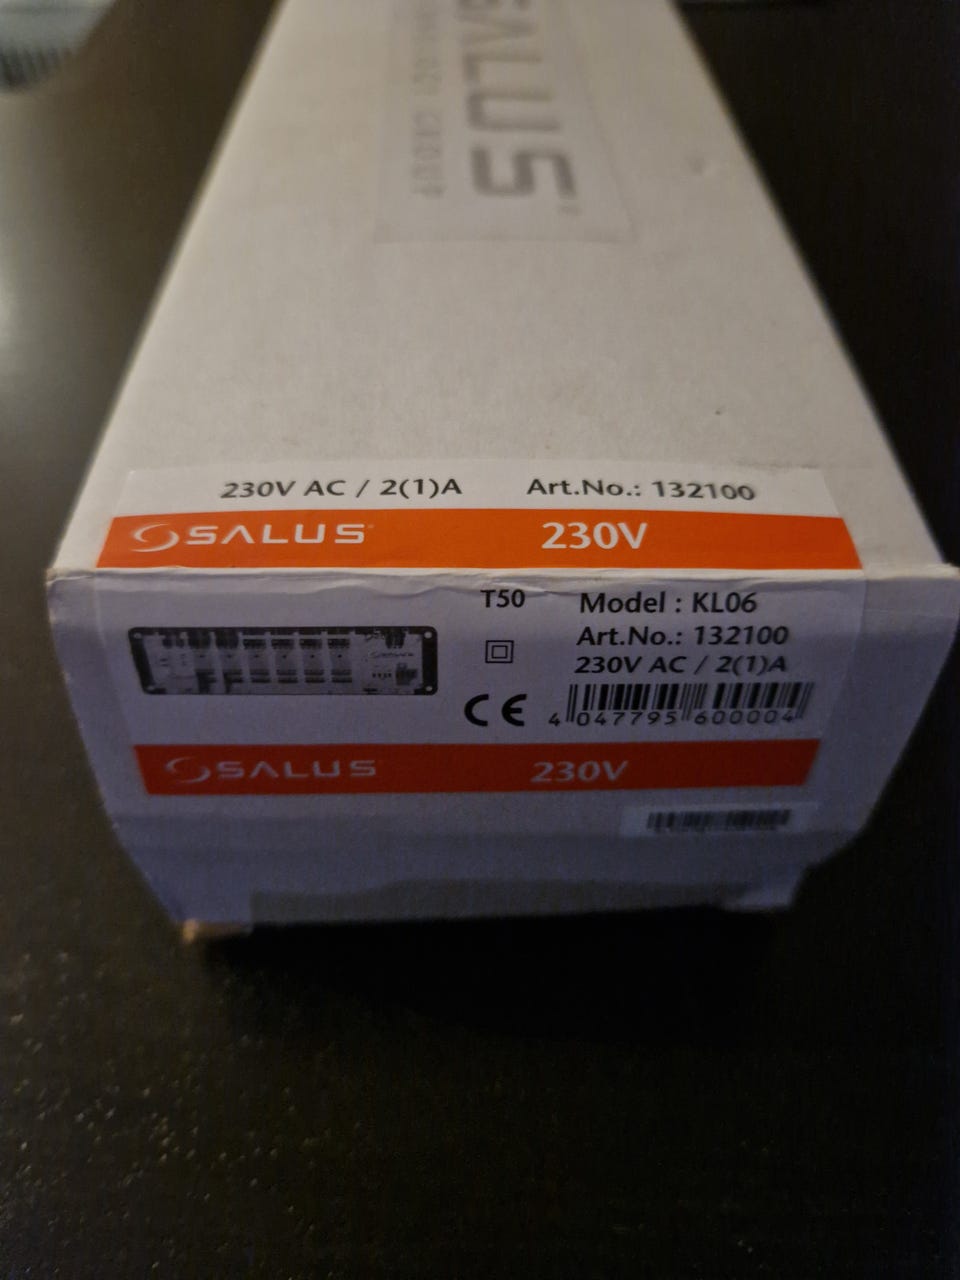 SALUS
230V AC / 2(1)A Art.No.: 132100
SALUS 230V
T50
Model : KL06
Art.No.: 132100
230V AC / 2(1)A
CE
4 047795 600004
SALUS 230V